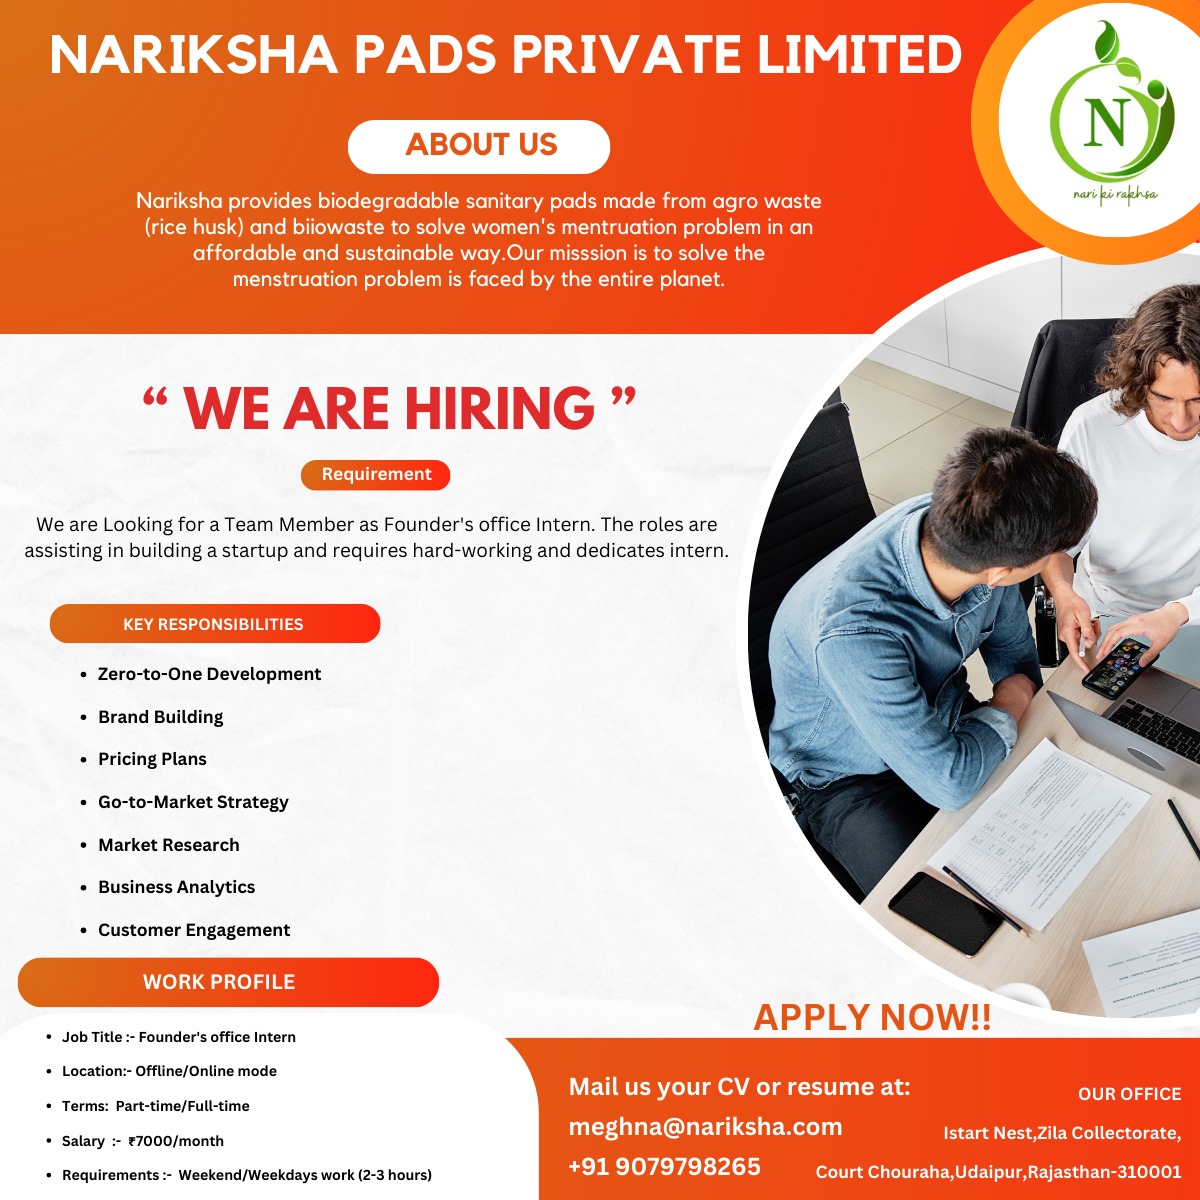 NARIKSHA PADS PRIVATE LIMITED
N
nari ki rakhsa
ABOUT US
Nariksha provides biodegradable sanitary pads made from agro waste
(rice husk) and biiowaste to solve women's mentruation problem in an
affordable and sustainable way.Our misssion is to solve the
menstruation problem is faced by the entire planet.
“ WE ARE HIRING ”
Requirement
We are Looking for a Team Member as Founder's office Intern. The roles are
assisting in building a startup and requires hard-working and dedicates intern.
KEY RESPONSIBILITIES
• Zero-to-One Development
• Brand Building
• Pricing Plans
• Go-to-Market Strategy
• Market Research
• Business Analytics
• Customer Engagement
WORK PROFILE
• Job Title :- Founder's office Intern
• Location:- Offline/Online mode
• Terms: Part-time/Full-time
• Salary :- ₹7000/month
• Requirements :- Weekend/Weekdays work (2-3 hours)
APPLY NOW!!
Mail us your CV or resume at:
meghna@nariksha.com
+91 9079798265
OUR OFFICE
Istart Nest,Zila Collectorate,
Court Chouraha,Udaipur,Rajasthan-310001